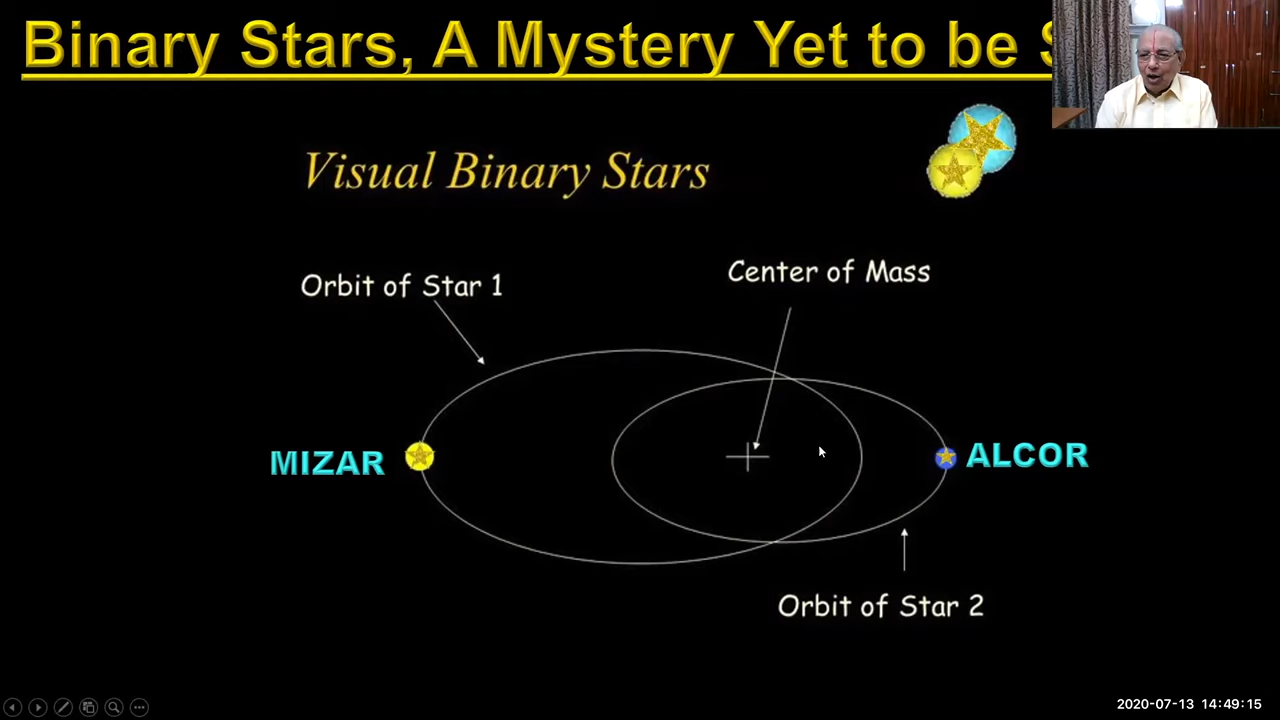 Binary Stars, A Mystery Yet to be
Visual Binary Stars
Orbit of Star 1
Center of Mass
MIZAR
ALCOR
Orbit of Star 2
2020-07-13 14:49:15